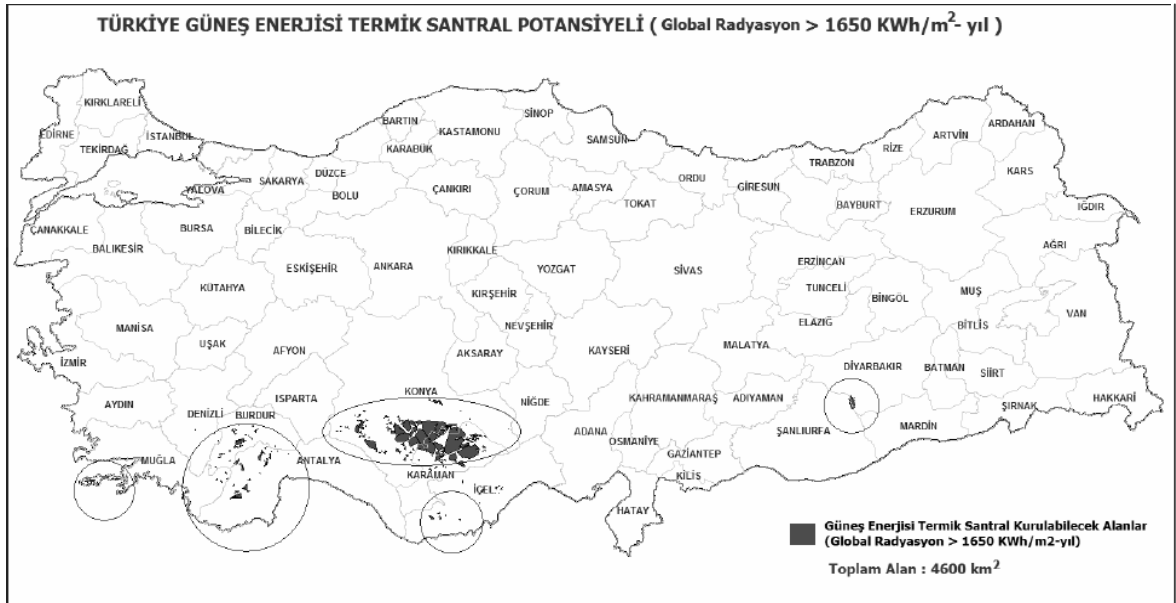 TÜRKİYE GÜNEŞ ENERJİSİ TERMİK SANTRAL POTANSİYELİ ( Global Radyasyon > 1650 KWh/m²- yıl )
KIRKLARELİ
EDİRNE
TEKİRDAĞ
İSTANBUL
YALOVA
SAKARYA
DÜZCE
BOLU
BARTIN
KARABÜK
KASTAMONU
SİNOP
SAMSUN
ÇANKIRI
ÇORUM
AMASYA
TOKAT
ORDU
GİRESUN
TRABZON
RİZE
ARTVİN
ARDAHAN
KARS
BAYBURT
ERZURUM
IĞDIR
AĞRI
ÇANAKKALE
BALIKESİR
BURSA
BİLECİK
ESKİŞEHİR
ANKARA
KIRIKKALE
YOZGAT
SİVAS
ERZİNCAN
TUNCELİ
BİNGÖL
MUŞ
BİTLİS
VAN
KÜTAHYA
KIRŞEHİR
NEVŞEHİR
KAYSERİ
MALATYA
ELAZIĞ
MANİSA
UŞAK
AFYON
AKSARAY
İZMİR
AYDIN
DENİZLİ
BURDUR
ISPARTA
KONYA
NİĞDE
KAHRAMANMARAŞ
ADIYAMAN
DİYARBAKIR
BATMAN
SİİRT
ŞIRNAK
HAKKARİ
MARDİN
ŞANLIURFA
MUĞLA
ANTALYA
KARAMAN
İÇEL
ADANA
OSMANİYE
GAZİANTEP
KİLİS
HATAY
Güneş Enerjisi Termik Santral Kurulabilecek Alanlar
(Global Radyasyon > 1650 KWh/m2-yıl)
Toplam Alan : 4600 km²